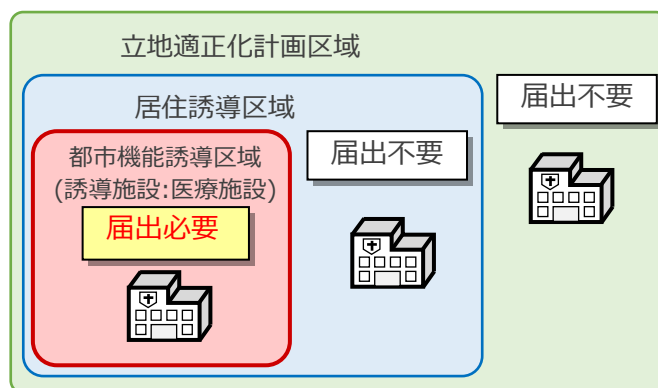 立地適正化計画区域
届出不要
居住誘導区域
届出不要
都市機能誘導区域
(誘導施設:医療施設)
届出必要